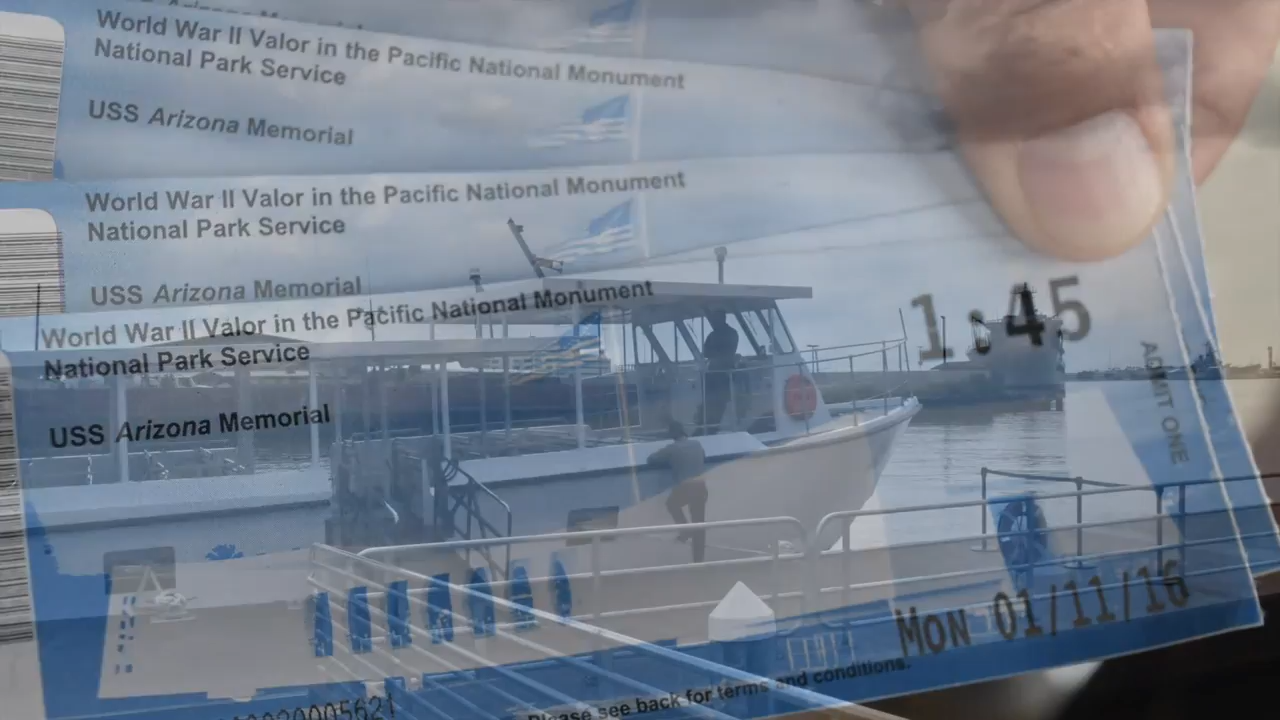 World War II Valor in the Pacific National Monument
National Park Service
USS Arizona Memorial
World War II Valor in the Pacific National Monument
National Park Service
USS Arizona Memorial
World War II Valor in the Pacific National Monument
National Park Service
USS Arizona Memorial
1:45
ADMIT ONE
Mon 01/11/16
Please see back for terms and conditions.